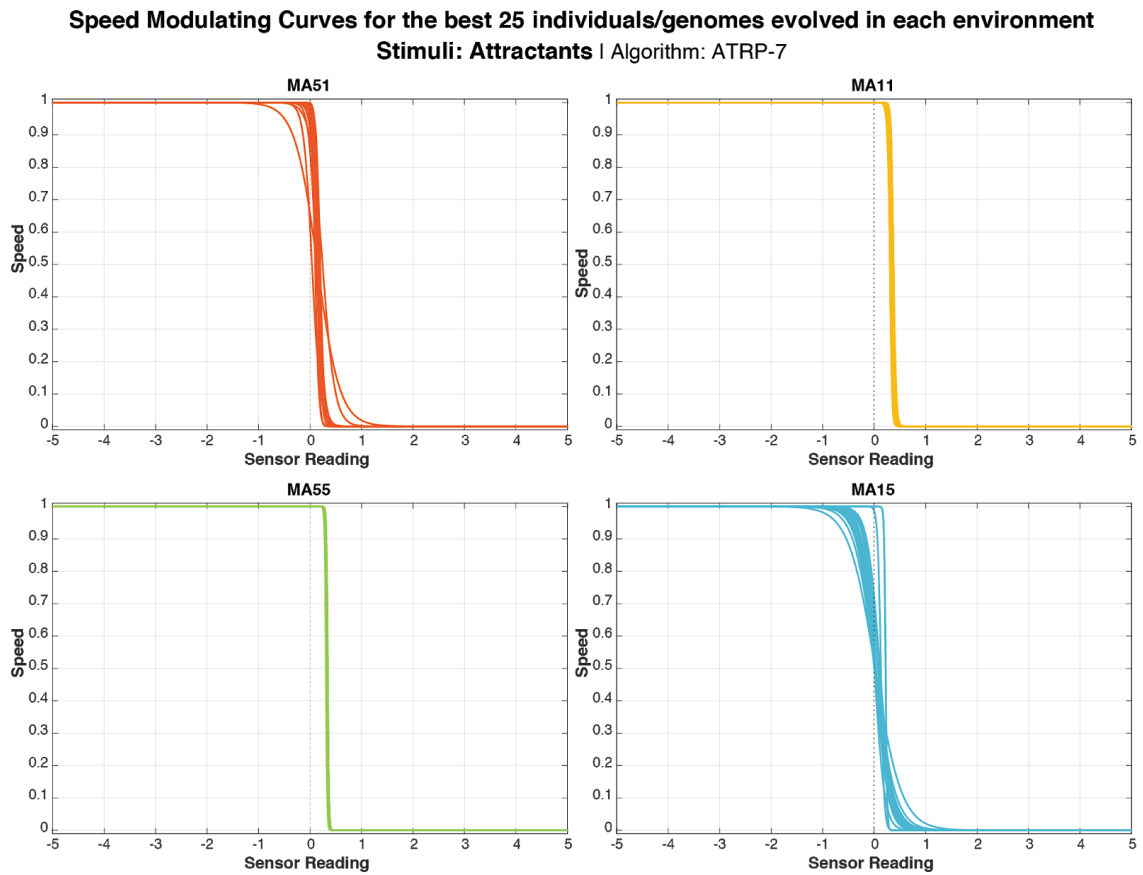 Speed Modulating Curves for the best 25 individuals/genomes evolved in each environment
Stimuli: Attractants | Algorithm: ATRP-7
MA51
1
0.9
0.8
0.7
0.6
0.5
0.4
0.3
0.2
0.1
0
Speed
-5 -4 -3 -2 -1 0 1 2 3 4 5
Sensor Reading
MA11
1
0.9
0.8
0.7
0.6
0.5
0.4
0.3
0.2
0.1
0
Speed
-5 -4 -3 -2 -1 0 1 2 3 4 5
Sensor Reading
MA55
1
0.9
0.8
0.7
0.6
0.5
0.4
0.3
0.2
0.1
0
Speed
-5 -4 -3 -2 -1 0 1 2 3 4 5
Sensor Reading
MA15
1
0.9
0.8
0.7
0.6
0.5
0.4
0.3
0.2
0.1
0
Speed
-5 -4 -3 -2 -1 0 1 2 3 4 5
Sensor Reading